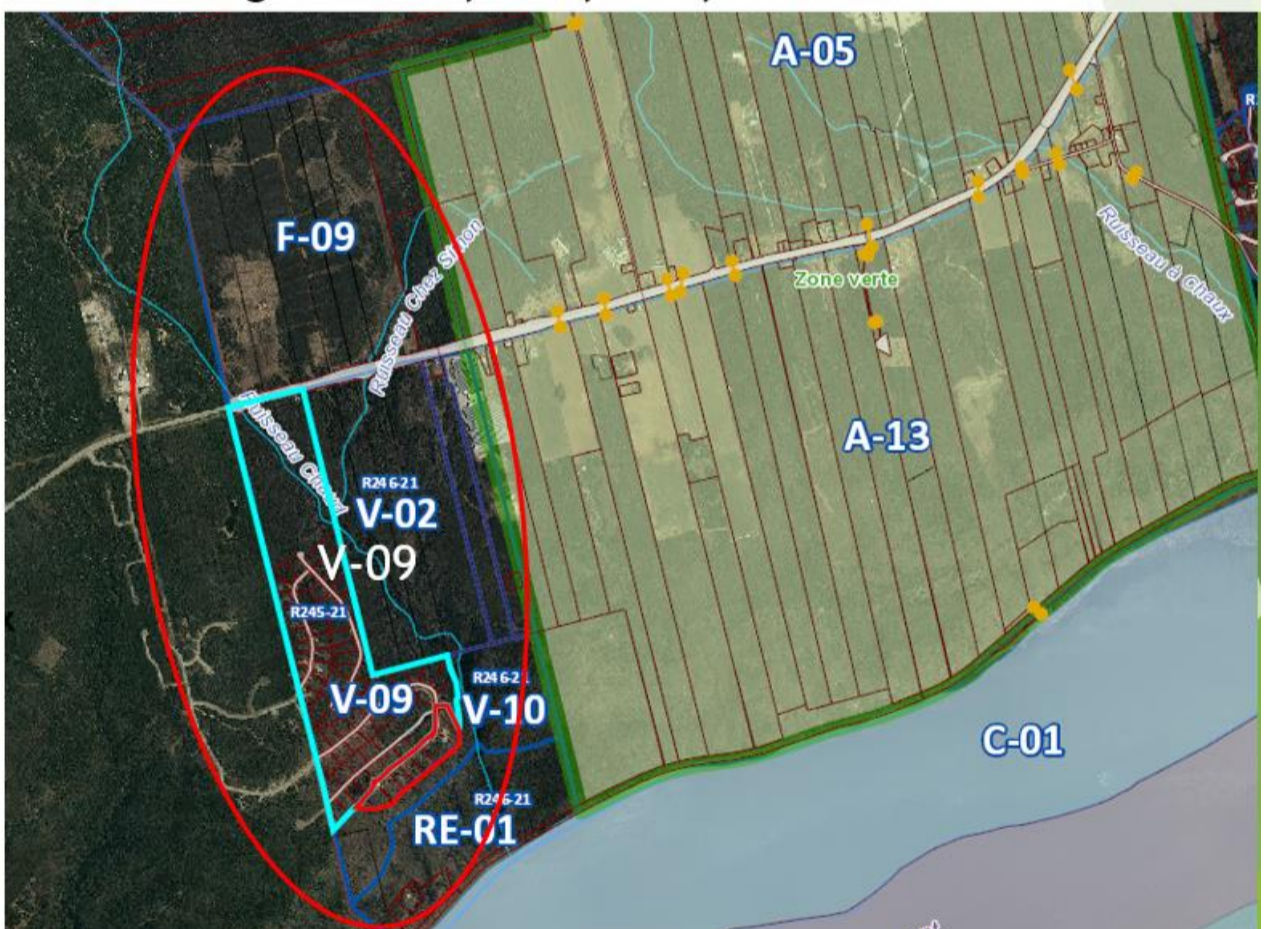 A-05
R
F-09
Ruisseau Chez Simon
Zone verte
Ruisseau à Chaux
A-13
R246-21
V-02
V-09
R245-21
R246-21
V-09
V-10
C-01
R246-21
RE-01